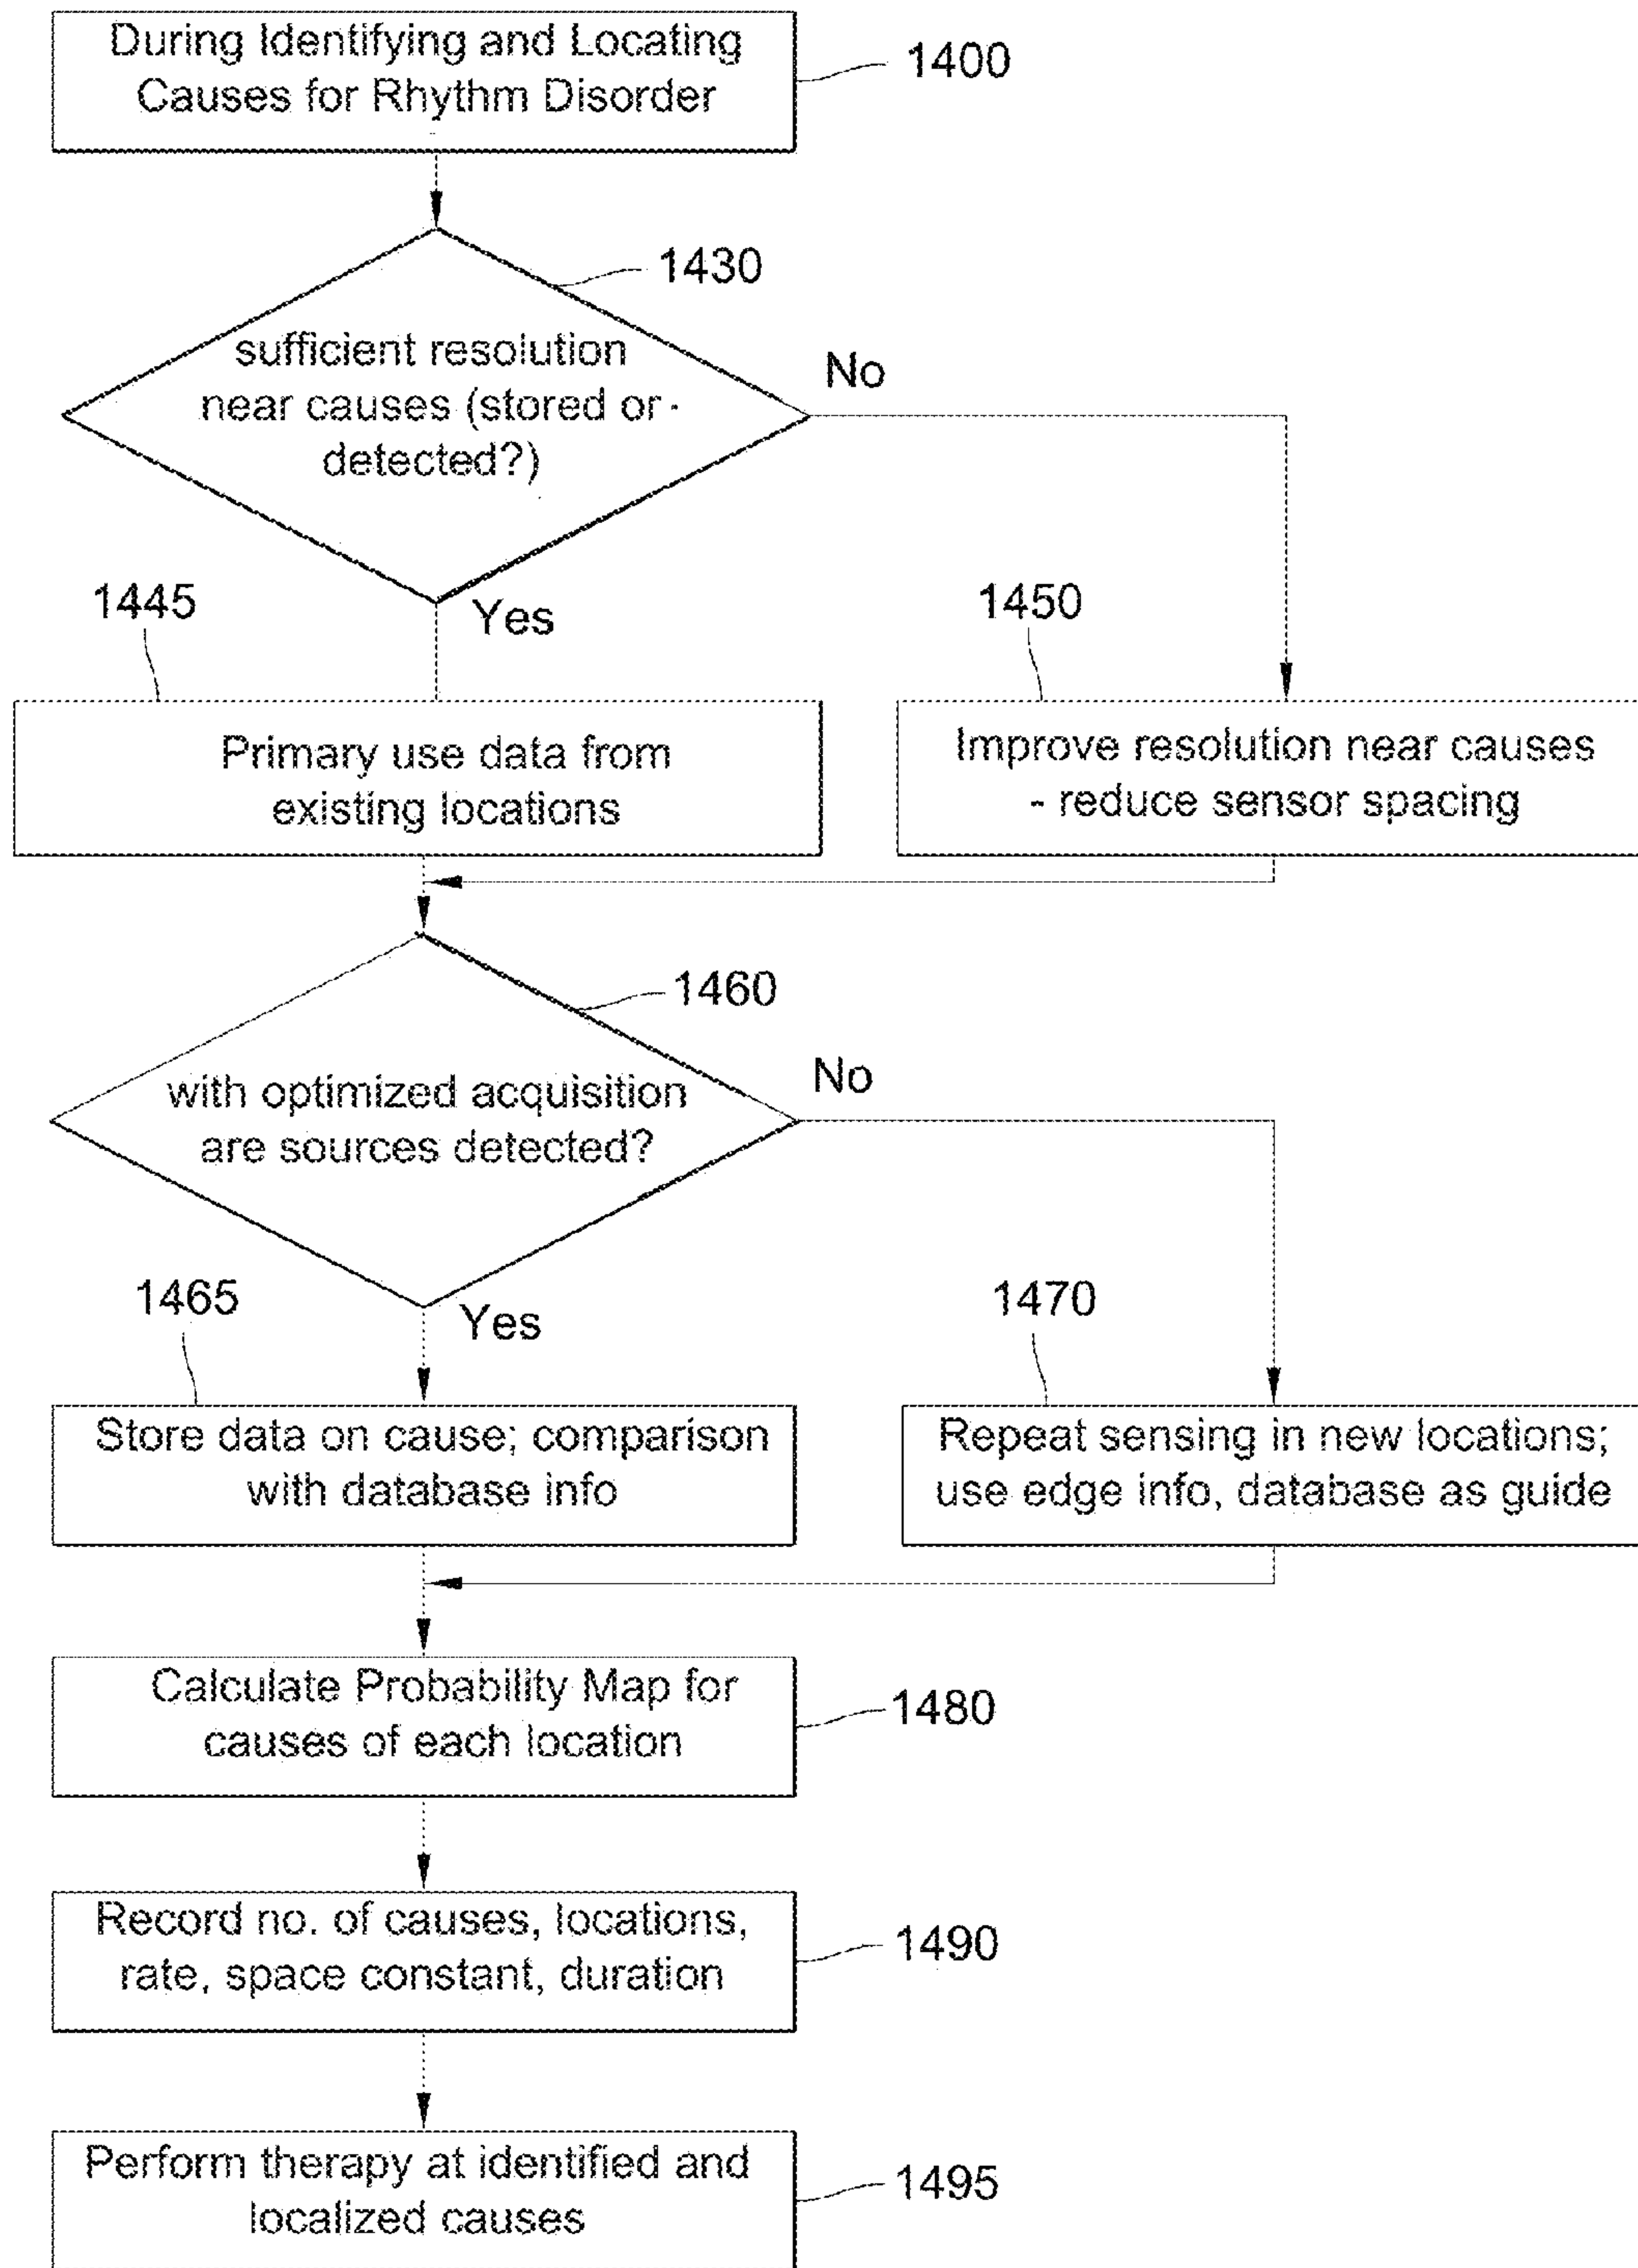 During Identifying and Locating
Causes for Rhythm Disorder
1400
1430
sufficient resolution
near causes (stored or
detected?)
No
Yes
1445
1450
Primary use data from
existing locations
Improve resolution near causes
- reduce sensor spacing
1460
with optimized acquisition
are sources detected?
No
Yes
1465
1470
Store data on cause; comparison
with database info
Repeat sensing in new locations;
use edge info, database as guide
Calculate Probability Map for
causes of each location
1480
Record no. of causes, locations,
rate, space constant, duration
1490
Perform therapy at identified and
localized causes
1495